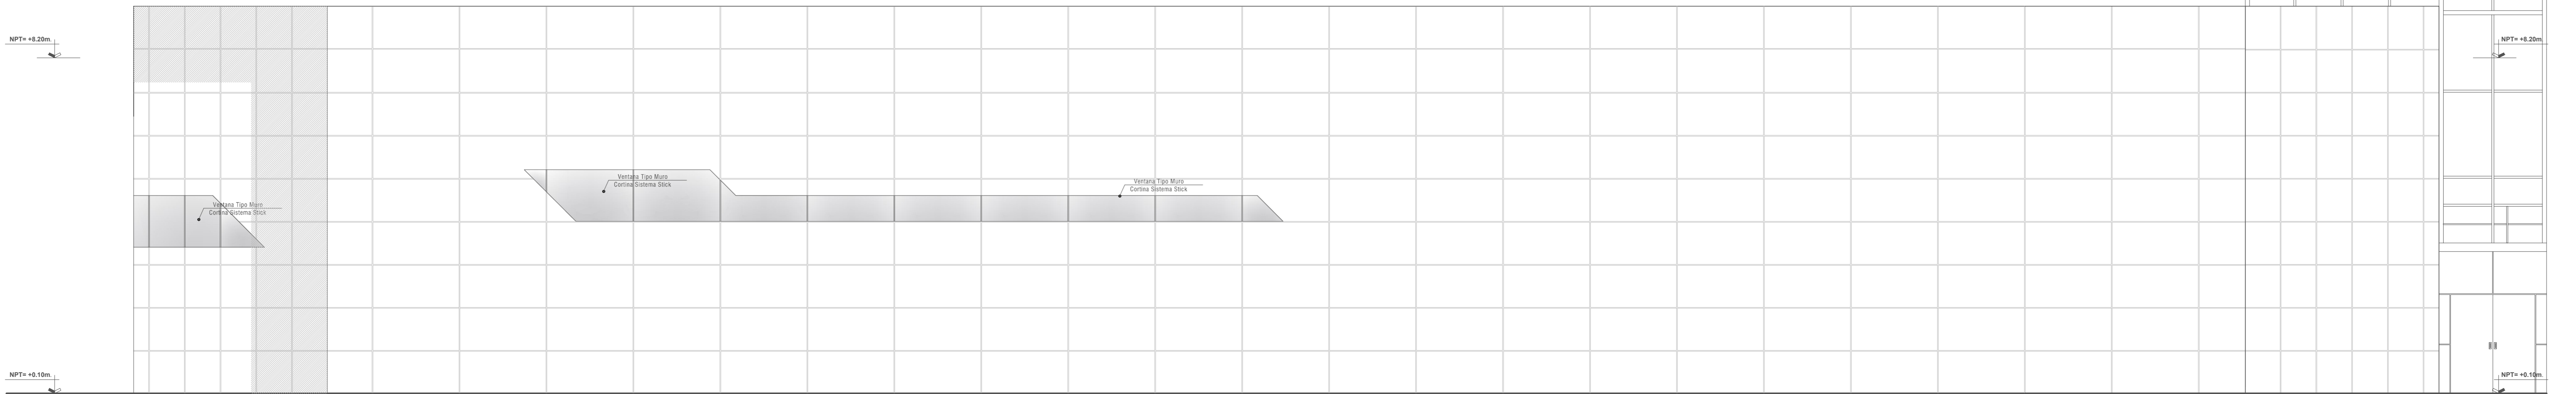 NPT= +8.20m.
NPT= +8.20m.
Ventana Tipo Muro
Cortina Sistema Stick
Ventana Tipo Muro
Cortina Sistema Stick
Ventana Tipo Muro
Cortina Sistema Stick
NPT= +0.10m.
NPT= +0.10m.